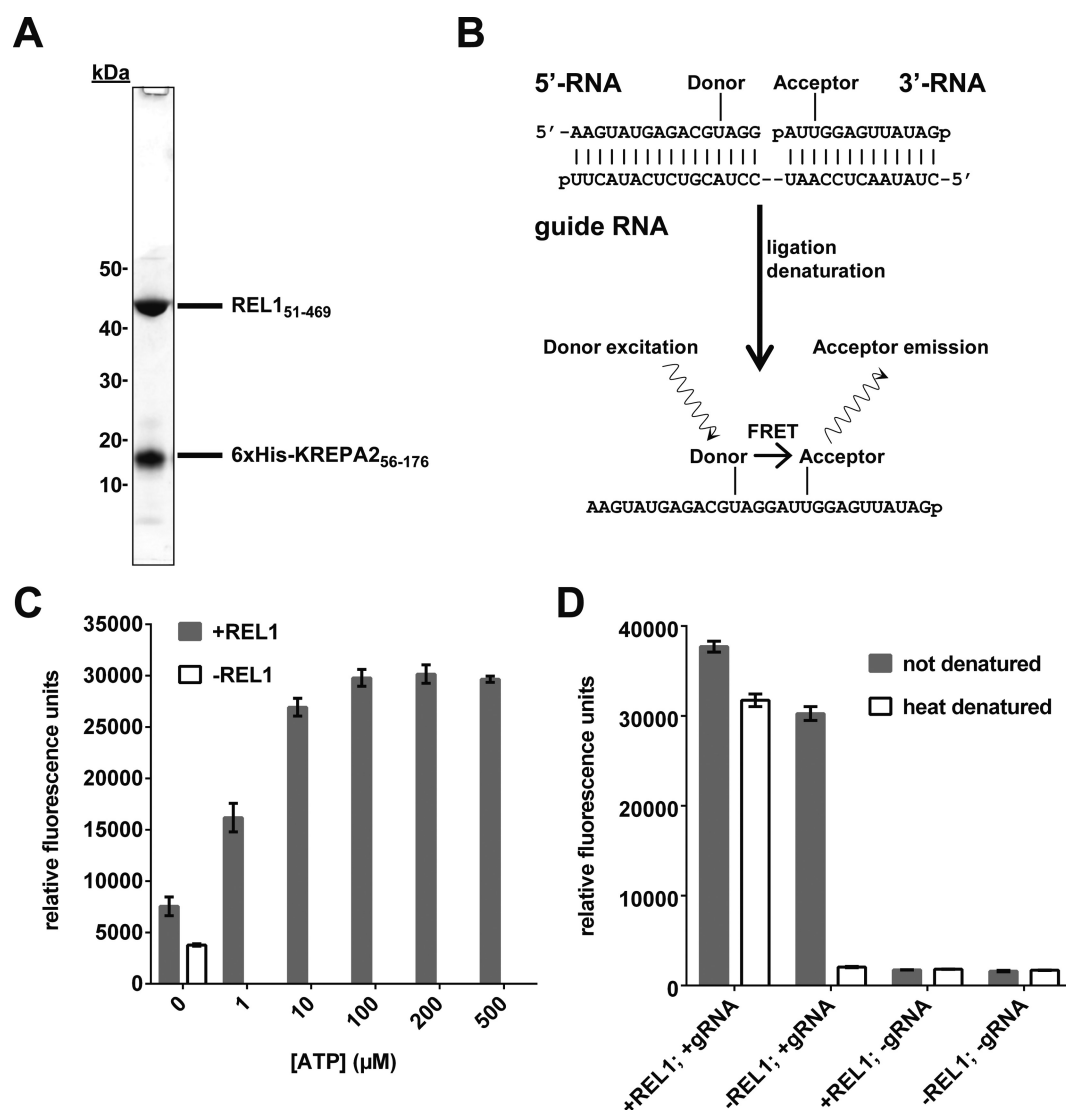 A
kDa
50-
40-
30-
20-
10-
REL1₅₁₋₄₆₉
6xHis-KREPA2₅₆₋₁₇₆
B
5'-RNA Donor Acceptor 3'-RNA
5'-AAGUAUGAGACGUAGG pAUUGGAGUUAUAGp
pUUCAUACUCUGCAUCC--UAACCUCAAUAUC-5'
guide RNA
ligation
denaturation
Donor excitation Acceptor emission
FRET
Donor Acceptor
AAGUAUGAGACGUAGGAUUGGAGUUAUAGp
C
35000
30000
25000
20000
15000
10000
5000
0
relative fluorescence units
+REL1
-REL1
0 1 10 100 200 500
[ATP] (μM)
D
40000
30000
20000
10000
0
relative fluorescence units
not denatured
heat denatured
+REL1; +gRNA
-REL1; +gRNA
+REL1; -gRNA
-REL1; -gRNA